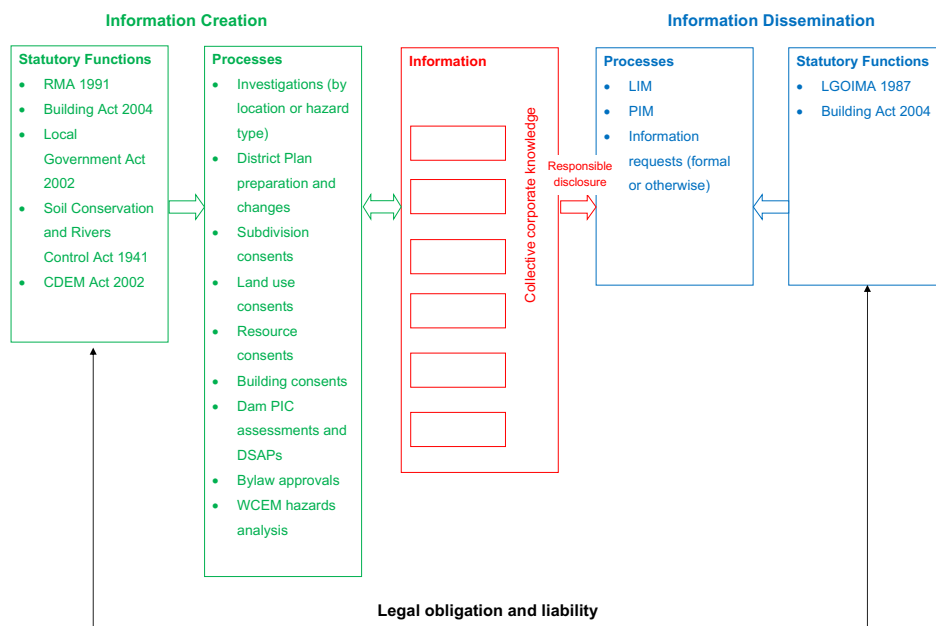 Information Creation
Information Dissemination
Statutory Functions
• RMA 1991
• Building Act 2004
• Local
Government Act
2002
• Soil Conservation
and Rivers
Control Act 1941
• CDEM Act 2002
Processes
• Investigations (by
location or hazard
type)
• District Plan
preparation and
changes
• Subdivision
consents
• Land use
consents
• Resource
consents
• Building consents
• Dam PIC
assessments and
DSAPs
• Bylaw approvals
• WCEM hazards
analysis
Information
Collective corporate knowledge
Responsible
disclosure
Processes
• LIM
• PIM
• Information
requests (formal
or otherwise)
Statutory Functions
• LGOIMA 1987
• Building Act 2004
Legal obligation and liability